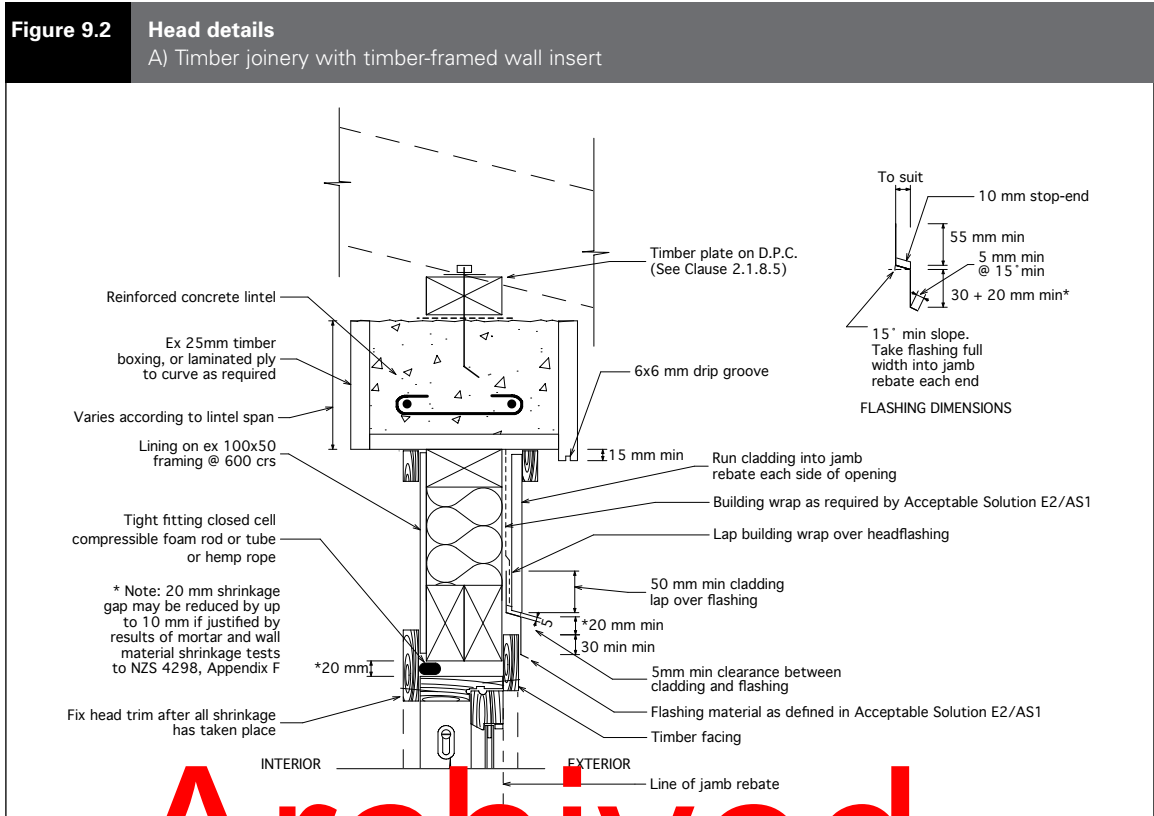 Figure 9.2
Head details
A) Timber joinery with timber-framed wall insert
To suit
10 mm stop-end
55 mm min
5 mm min
@ 15˚min
30 + 20 mm min*
15˚ min slope.
Take flashing full
width into jamb
rebate each end
FLASHING DIMENSIONS
Timber plate on D.P.C.
(See Clause 2.1.8.5)
Reinforced concrete lintel
Ex 25mm timber
boxing, or laminated ply
to curve as required
6x6 mm drip groove
Varies according to lintel span
Lining on ex 100x50
framing @ 600 crs
15 mm min
Run cladding into jamb
rebate each side of opening
Building wrap as required by Acceptable Solution E2/AS1
Tight fitting closed cell
compressible foam rod or tube
or hemp rope
Lap building wrap over headflashing
50 mm min cladding
lap over flashing
* Note: 20 mm shrinkage
gap may be reduced by up
to 10 mm if justified by
results of mortar and wall
material shrinkage tests
to NZS 4298, Appendix F
5
*20 mm min
30 min min
*20 mm
5mm min clearance between
cladding and flashing
Flashing material as defined in Acceptable Solution E2/AS1
Fix head trim after all shrinkage
has taken place
Timber facing
INTERIOR
EXTERIOR
Line of jamb rebate
Archived